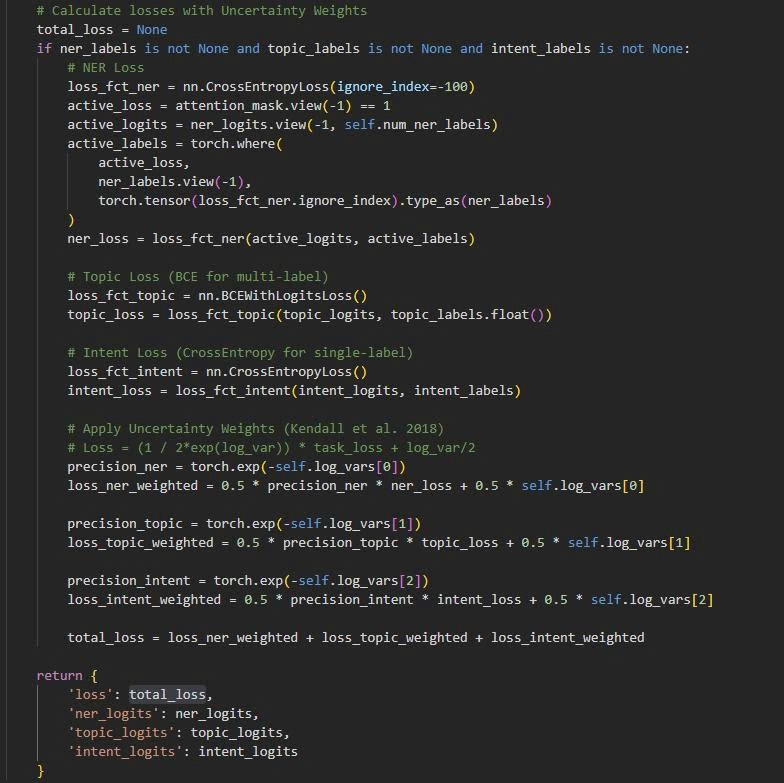 # Calculate losses with Uncertainty Weights
total_loss = None
if ner_labels is not None and topic_labels is not None and intent_labels is not None:
    # NER Loss
    loss_fct_ner = nn.CrossEntropyLoss(ignore_index=-100)
    active_loss = attention_mask.view(-1) == 1
    active_logits = ner_logits.view(-1, self.num_ner_labels)
    active_labels = torch.where(
        active_loss,
        ner_labels.view(-1),
        torch.tensor(loss_fct_ner.ignore_index).type_as(ner_labels)
    )
    ner_loss = loss_fct_ner(active_logits, active_labels)

    # Topic Loss (BCE for multi-label)
    loss_fct_topic = nn.BCEWithLogitsLoss()
    topic_loss = loss_fct_topic(topic_logits, topic_labels.float())

    # Intent Loss (CrossEntropy for single-label)
    loss_fct_intent = nn.CrossEntropyLoss()
    intent_loss = loss_fct_intent(intent_logits, intent_labels)

    # Apply Uncertainty Weights (Kendall et al. 2018)
    # Loss = (1 / 2*exp(log_var)) * task_loss + log_var/2
    precision_ner = torch.exp(-self.log_vars[0])
    loss_ner_weighted = 0.5 * precision_ner * ner_loss + 0.5 * self.log_vars[0]

    precision_topic = torch.exp(-self.log_vars[1])
    loss_topic_weighted = 0.5 * precision_topic * topic_loss + 0.5 * self.log_vars[1]

    precision_intent = torch.exp(-self.log_vars[2])
    loss_intent_weighted = 0.5 * precision_intent * intent_loss + 0.5 * self.log_vars[2]

    total_loss = loss_ner_weighted + loss_topic_weighted + loss_intent_weighted

return {
    'loss': total_loss,
    'ner_logits': ner_logits,
    'topic_logits': topic_logits,
    'intent_logits': intent_logits
}